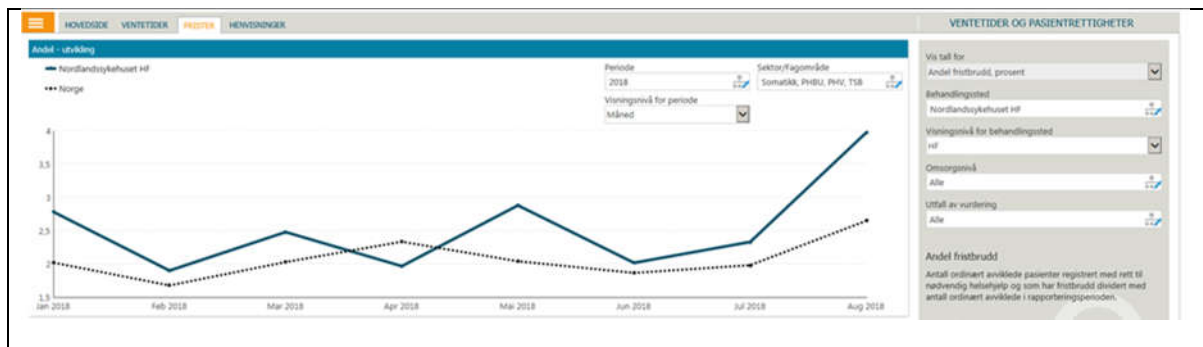 HOVEDSIDE VENTETIDER FRISTER HENVISNINGER
VENTETIDER OG PASIENTRETTIGHETER
Andel - utvikling
Nordlandssykehuset HF
Norge
Periode
2018
Sektor/Fagområde
Somatikk, PHBU, PHV, TSB
Visningsnivå for periode
Måned
4
3,5
3
2,5
2
1,5
Jan 2018 Feb 2018 Mar 2018 Apr 2018 Mai 2018 Jun 2018 Jul 2018 Aug 2018
Vis tall for
Andel fristbrudd, prosent
Behandlingssted
Nordlandssykehuset HF
Visningsnivå for behandlingssted
HF
Omsorgsnivå
Alle
Utfall av vurdering
Alle
Andel fristbrudd
Antall ordinært avviklede pasienter registrert med rett til
nødvendig helsehjelp og som har fristbrudd dividert med
antall ordinært avviklede i rapporteringsperioden.